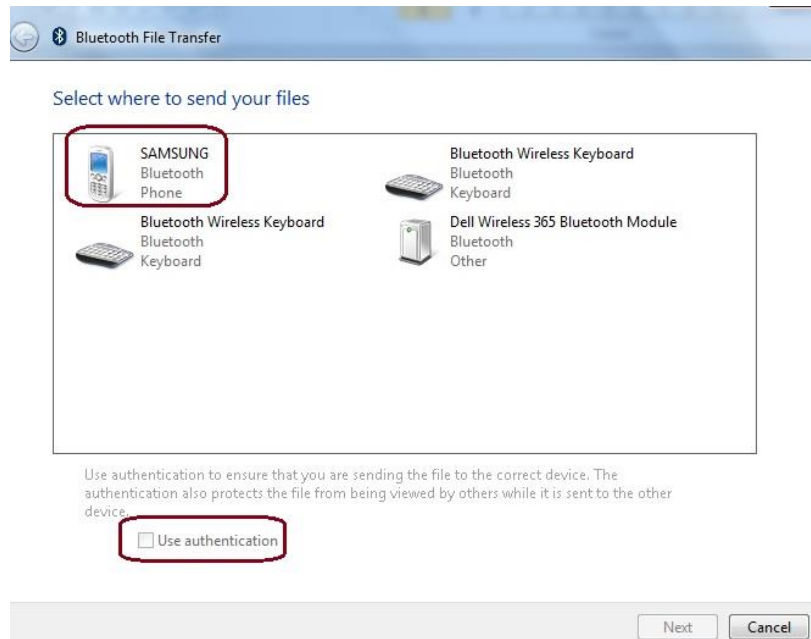 Bluetooth File Transfer
Select where to send your files
SAMSUNG
Bluetooth
Phone
Bluetooth Wireless Keyboard
Bluetooth
Keyboard
Bluetooth Wireless Keyboard
Bluetooth
Keyboard
Dell Wireless 365 Bluetooth Module
Bluetooth
Other
Use authentication to ensure that you are sending the file to the correct device. The
authentication also protects the file from being viewed by others while it is sent to the other
device.
Use authentication
Next
Cancel